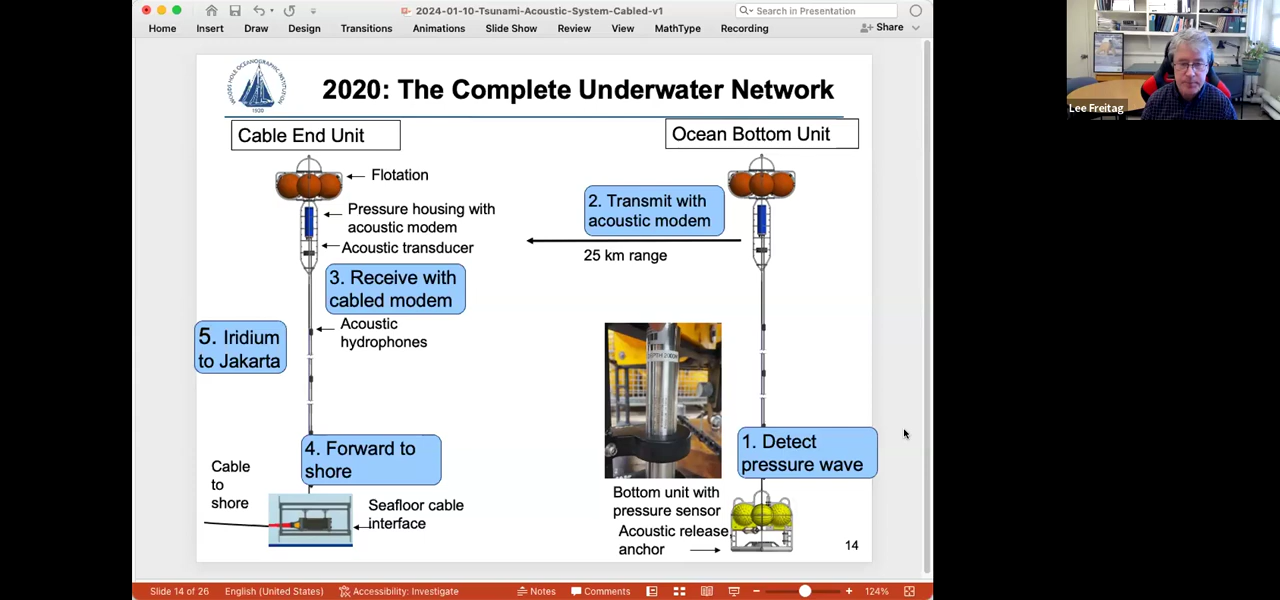 2024-01-10-Tsunami-Acoustic-System-Cabled-v1
Search in Presentation
Home Insert Draw Design Transitions Animations Slide Show Review View MathType Recording
Share
WOODS HOLE OCEANOGRAPHIC INSTITUTION
1930
2020: The Complete Underwater Network
Cable End Unit
Ocean Bottom Unit
Flotation
Pressure housing with
acoustic modem
Acoustic transducer
2. Transmit with
acoustic modem
25 km range
3. Receive with
cabled modem
Acoustic
hydrophones
5. Iridium
to Jakarta
4. Forward to
shore
1. Detect
pressure wave
Cable
to
shore
Seafloor cable
interface
Bottom unit with
pressure sensor
Acoustic release
anchor
14
Slide 14 of 26
English (United States)
Accessibility: Investigate
Notes
Comments
124%
Lee Freitag